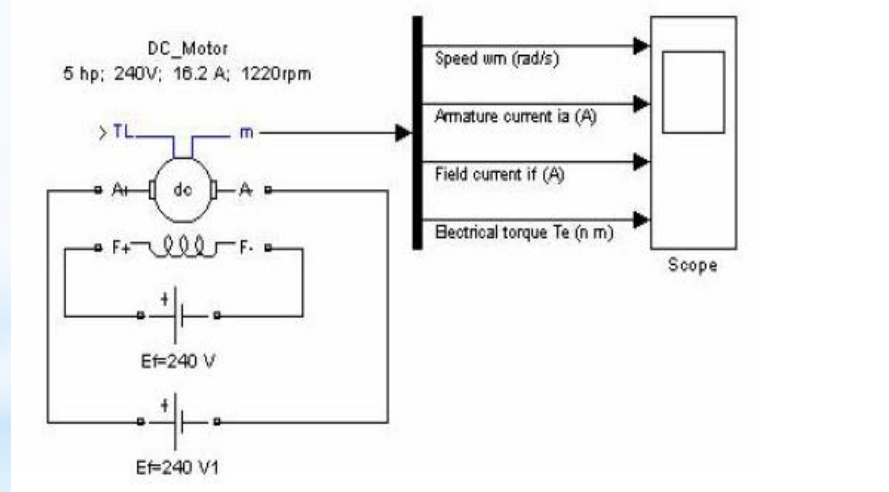 DC_Motor
5 hp; 240V; 16.2 A; 1220rpm
TL
m
A+
dc
A-
F+
F-
+
Ef=240 V
+
Ef=240 V1
Speed wm (rad/s)
Armature current ia (A)
Field current if (A)
Electrical torque Te (n m)
Scope